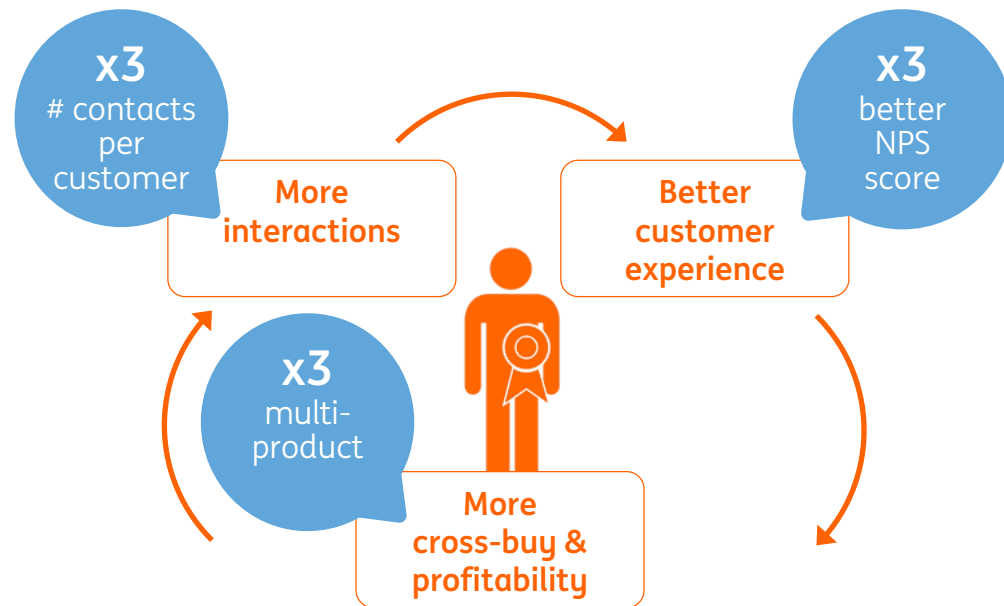 x3
# contacts
per
customer
More
interactions
x3
better
NPS
score
Better
customer
experience
x3
multi-
product
More
cross-buy &
profitability